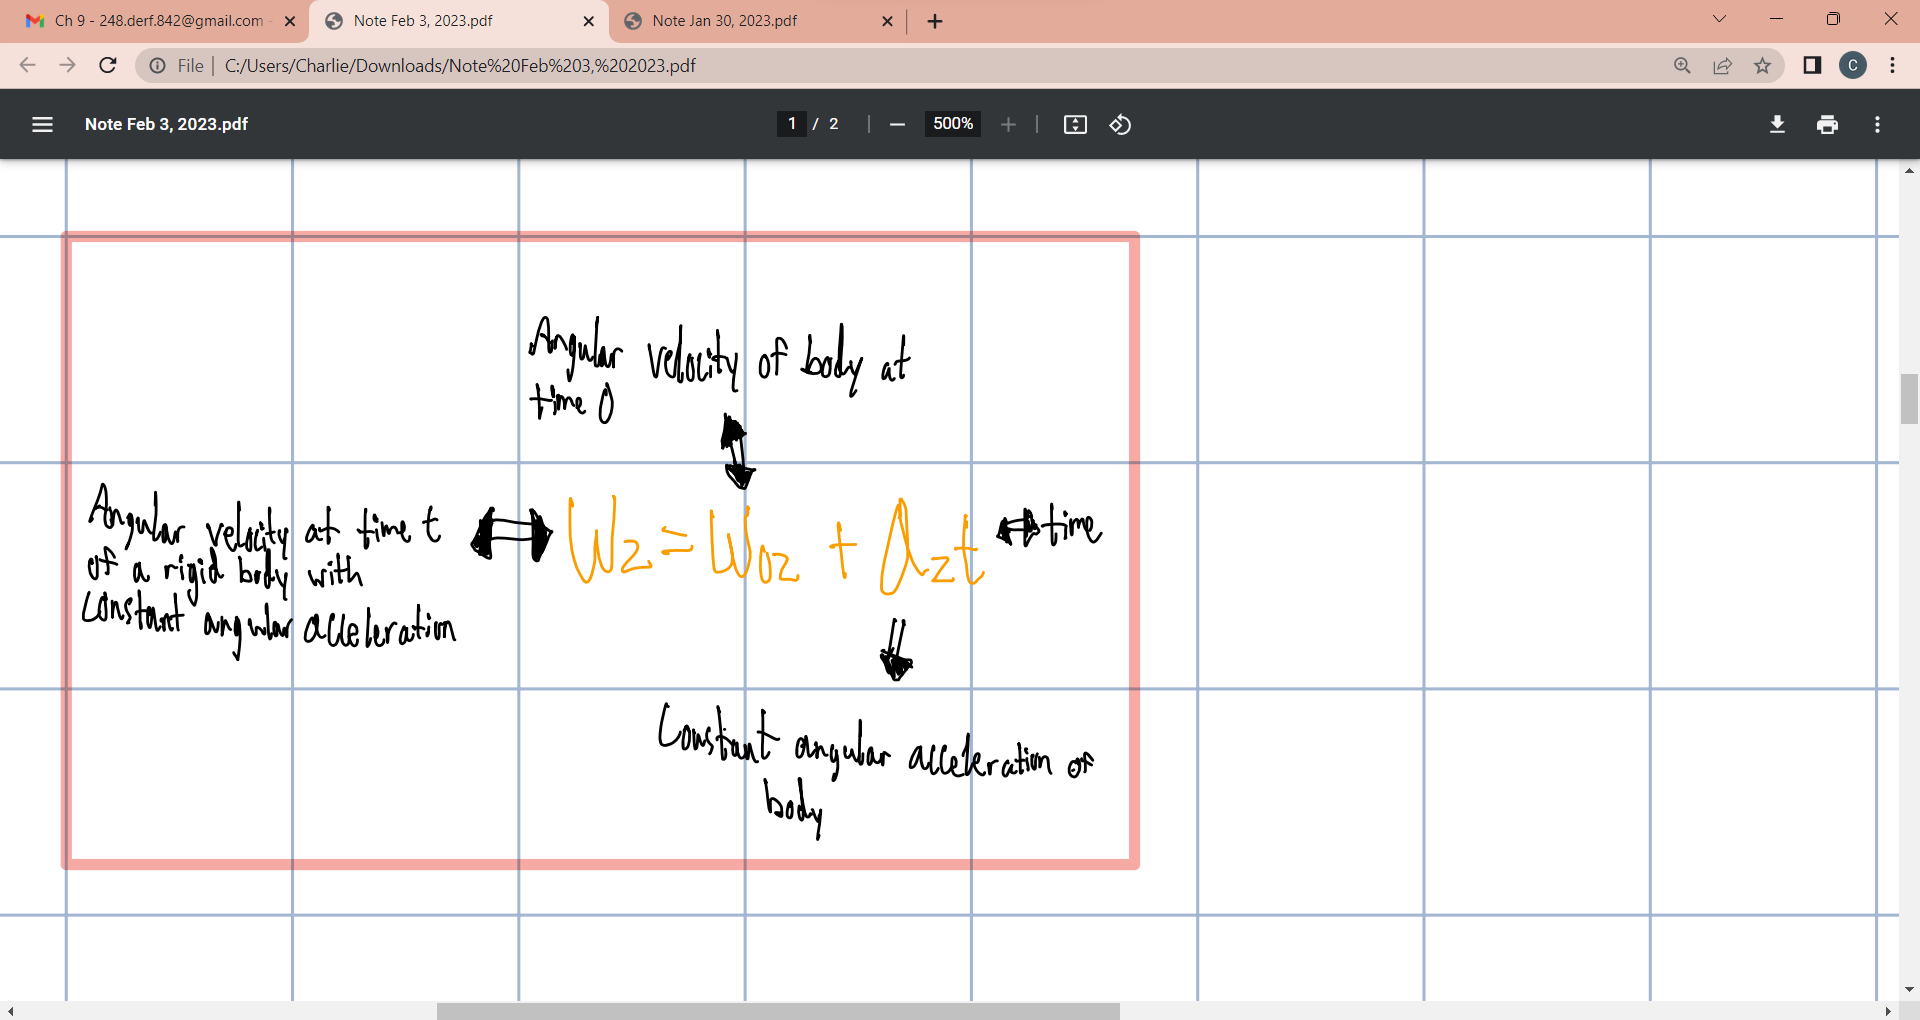 Ch 9 - 248.derf.842@gmail.com -
Note Feb 3, 2023.pdf
Note Jan 30, 2023.pdf
File | C:/Users/Charlie/Downloads/Note%20Feb%203,%202023.pdf
C
Note Feb 3, 2023.pdf
1 / 2
500%
Angular velocity of body at
time 0
Angular velocity at time t
of a rigid body with
constant angular acceleration
ωz = ω0z + αzt
time
Constant angular acceleration of
body